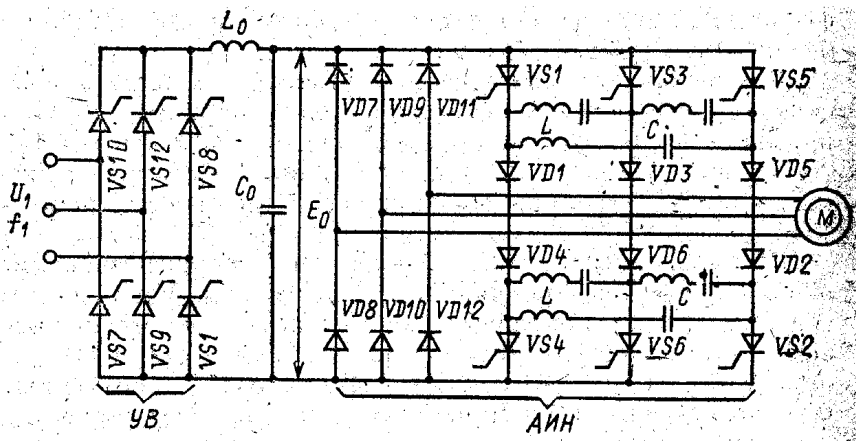 L₀
VS1 VS3 VS5
VD7 VD9 VD11
L C
VS10 VS12 VS8
VD1 VD3 VD5
U₁
f₁
C₀ E₀
M
VD4 VD6 VD2
L C
VD8 VD10 VD12
VS7 VS9 VS1
VS4 VS6 VS2
УВ АИН